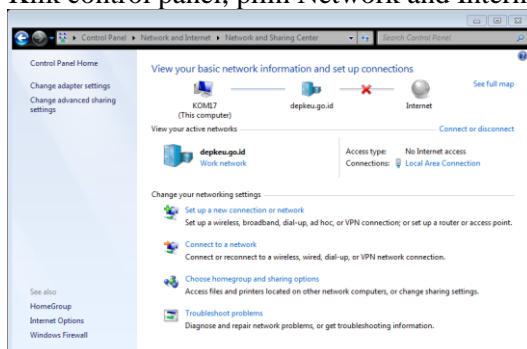 Klik control panel, pilih Network and Intern
Control Panel ▸ Network and Internet ▸ Network and Sharing Center
Search Control Panel
Control Panel Home
Change adapter settings
Change advanced sharing
settings
View your basic network information and set up connections
See full map
KOM17
(This computer)
depkeu.go.id
Internet
View your active networks
Connect or disconnect
depkeu.go.id
Work network
Access type: No Internet access
Connections: Local Area Connection
Change your networking settings
Set up a new connection or network
Set up a wireless, broadband, dial-up, ad hoc, or VPN connection; or set up a router or access point.
Connect to a network
Connect or reconnect to a wireless, wired, dial-up, or VPN network connection.
Choose homegroup and sharing options
Access files and printers located on other network computers, or change sharing settings.
Troubleshoot problems
Diagnose and repair network problems, or get troubleshooting information.
See also
HomeGroup
Internet Options
Windows Firewall